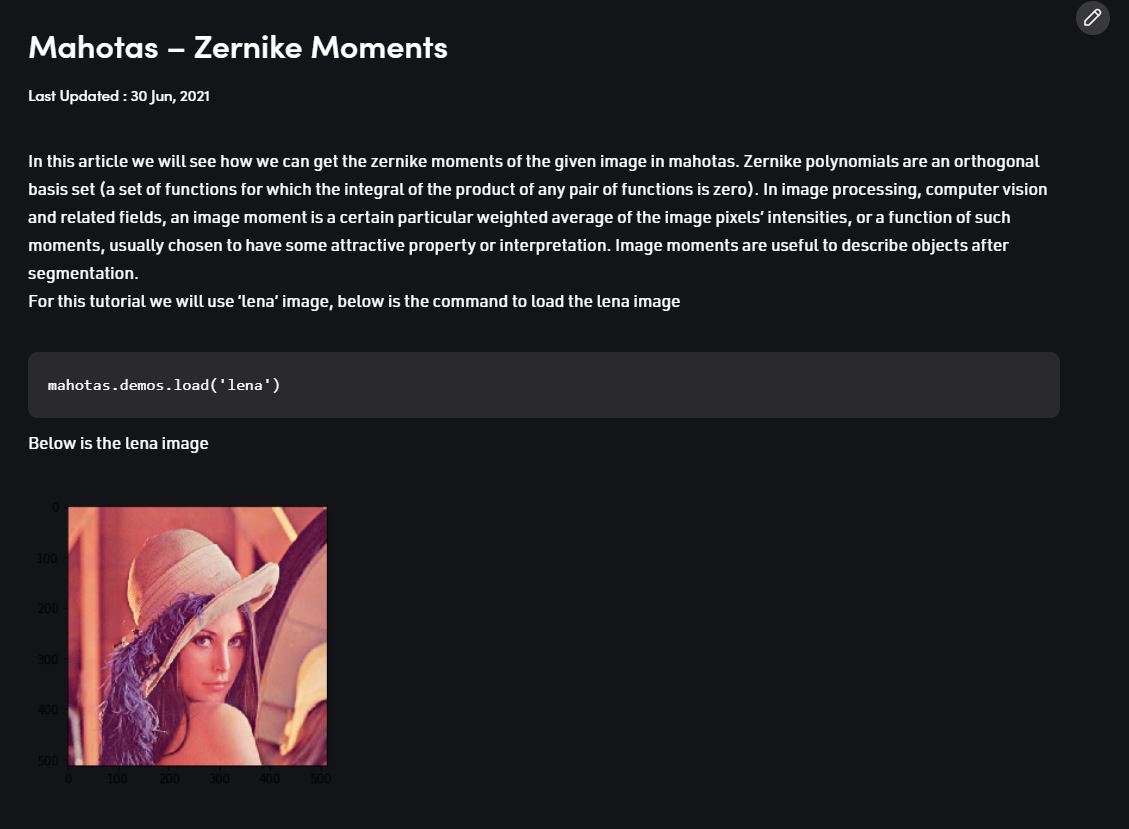 Mahotas – Zernike Moments
Last Updated : 30 Jun, 2021
In this article we will see how we can get the zernike moments of the given image in mahotas. Zernike polynomials are an orthogonal
basis set (a set of functions for which the integral of the product of any pair of functions is zero). In image processing, computer vision
and related fields, an image moment is a certain particular weighted average of the image pixels’ intensities, or a function of such
moments, usually chosen to have some attractive property or interpretation. Image moments are useful to describe objects after
segmentation.
For this tutorial we will use ‘lena’ image, below is the command to load the lena image
mahotas.demos.load('lena')
Below is the lena image
0
100
200
300
400
500
0 100 200 300 400 500